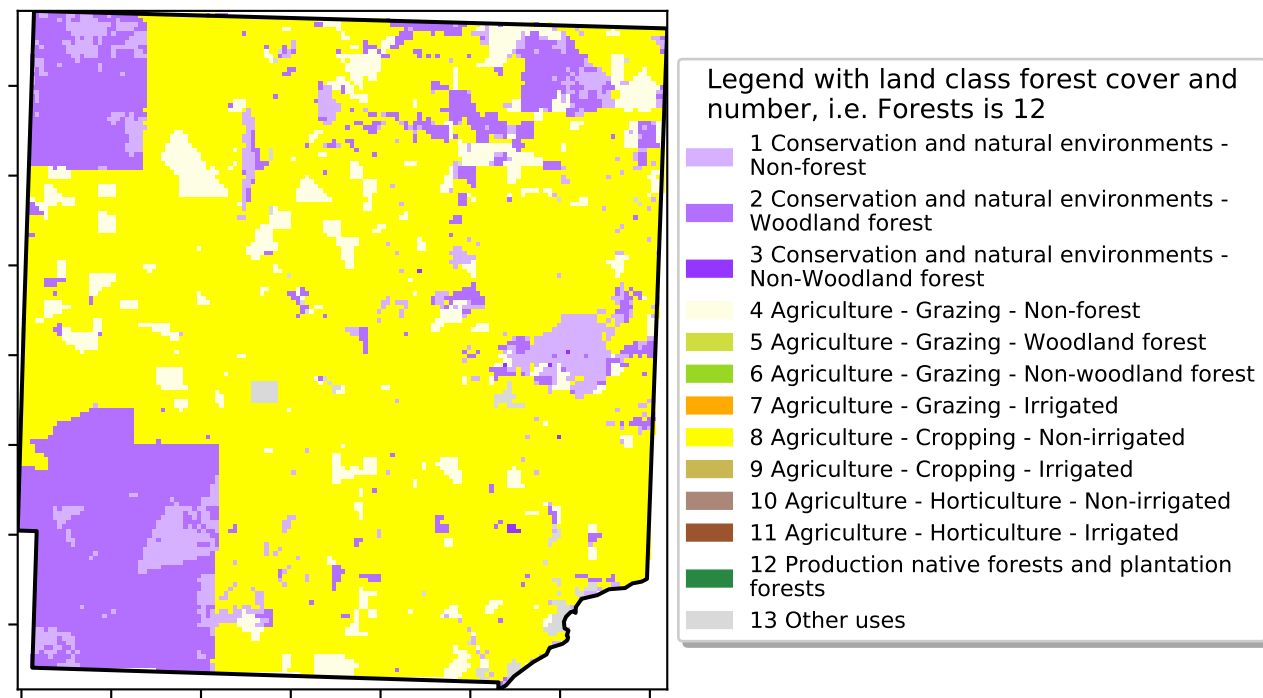 Legend with land class forest cover and
number, i.e. Forests is 12
1 Conservation and natural environments -
Non-forest
2 Conservation and natural environments -
Woodland forest
3 Conservation and natural environments -
Non-Woodland forest
4 Agriculture - Grazing - Non-forest
5 Agriculture - Grazing - Woodland forest
6 Agriculture - Grazing - Non-woodland forest
7 Agriculture - Grazing - Irrigated
8 Agriculture - Cropping - Non-irrigated
9 Agriculture - Cropping - Irrigated
10 Agriculture - Horticulture - Non-irrigated
11 Agriculture - Horticulture - Irrigated
12 Production native forests and plantation
forests
13 Other uses